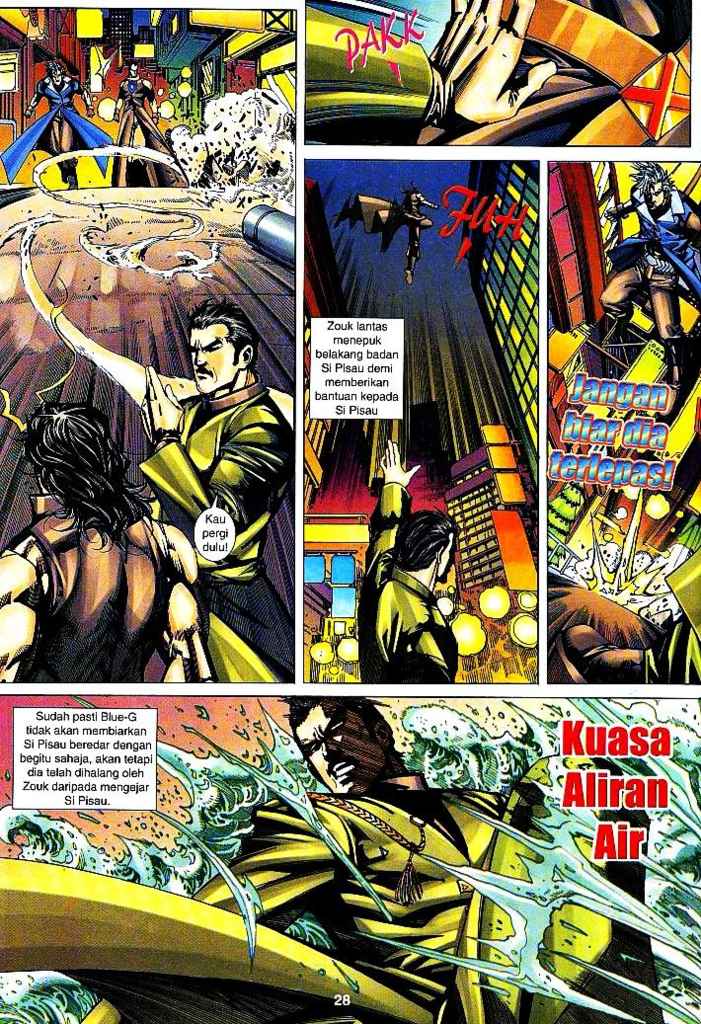 PAKK
Kau
pergi
dulu!
FUH
Zouk lantas
menepuk
belakang badan
Si Pisau demi
memberikan
bantuan kepada
Si Pisau
Jangan
biar dia
terlepas!
Sudah pasti Blue-G
tidak akan membiarkan
Si Pisau beredar dengan
begitu sahaja, akan tetapi
dia telah dihalang oleh
Zouk daripada mengejar
Si Pisau.
Kuasa
Aliran
Air
28